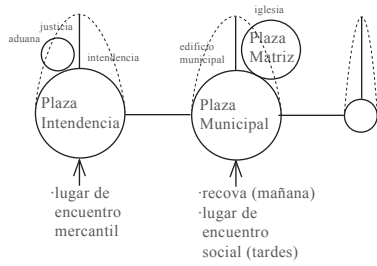 iglesia
justicia
aduana
intendencia
edificio
municipal
Plaza
Matriz
Plaza
Intendencia
Plaza
Municipal
·lugar de
encuentro
mercantil
·recova (mañana)
·lugar de
encuentro
social (tardes)